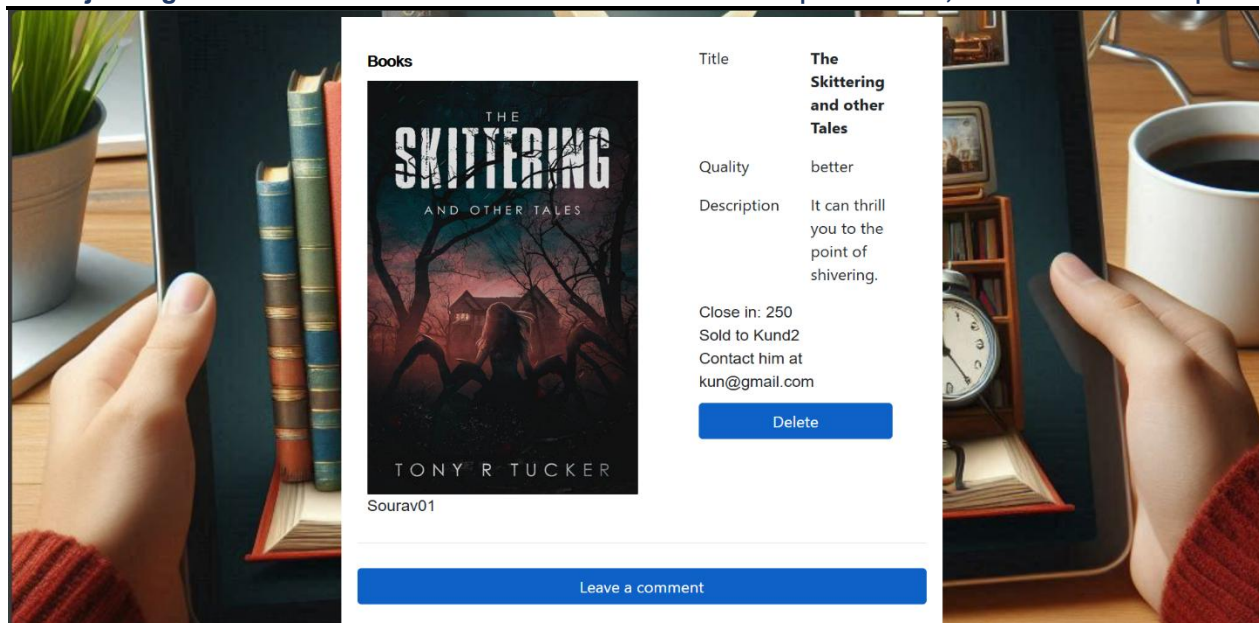 Books
THE
SKITTERING
AND OTHER TALES
TONY R TUCKER
Sourav01
Title
The
Skittering
and other
Tales
Quality
better
Description
It can thrill
you to the
point of
shivering.
Close in: 250
Sold to Kund2
Contact him at
kun@gmail.com
Delete
Leave a comment